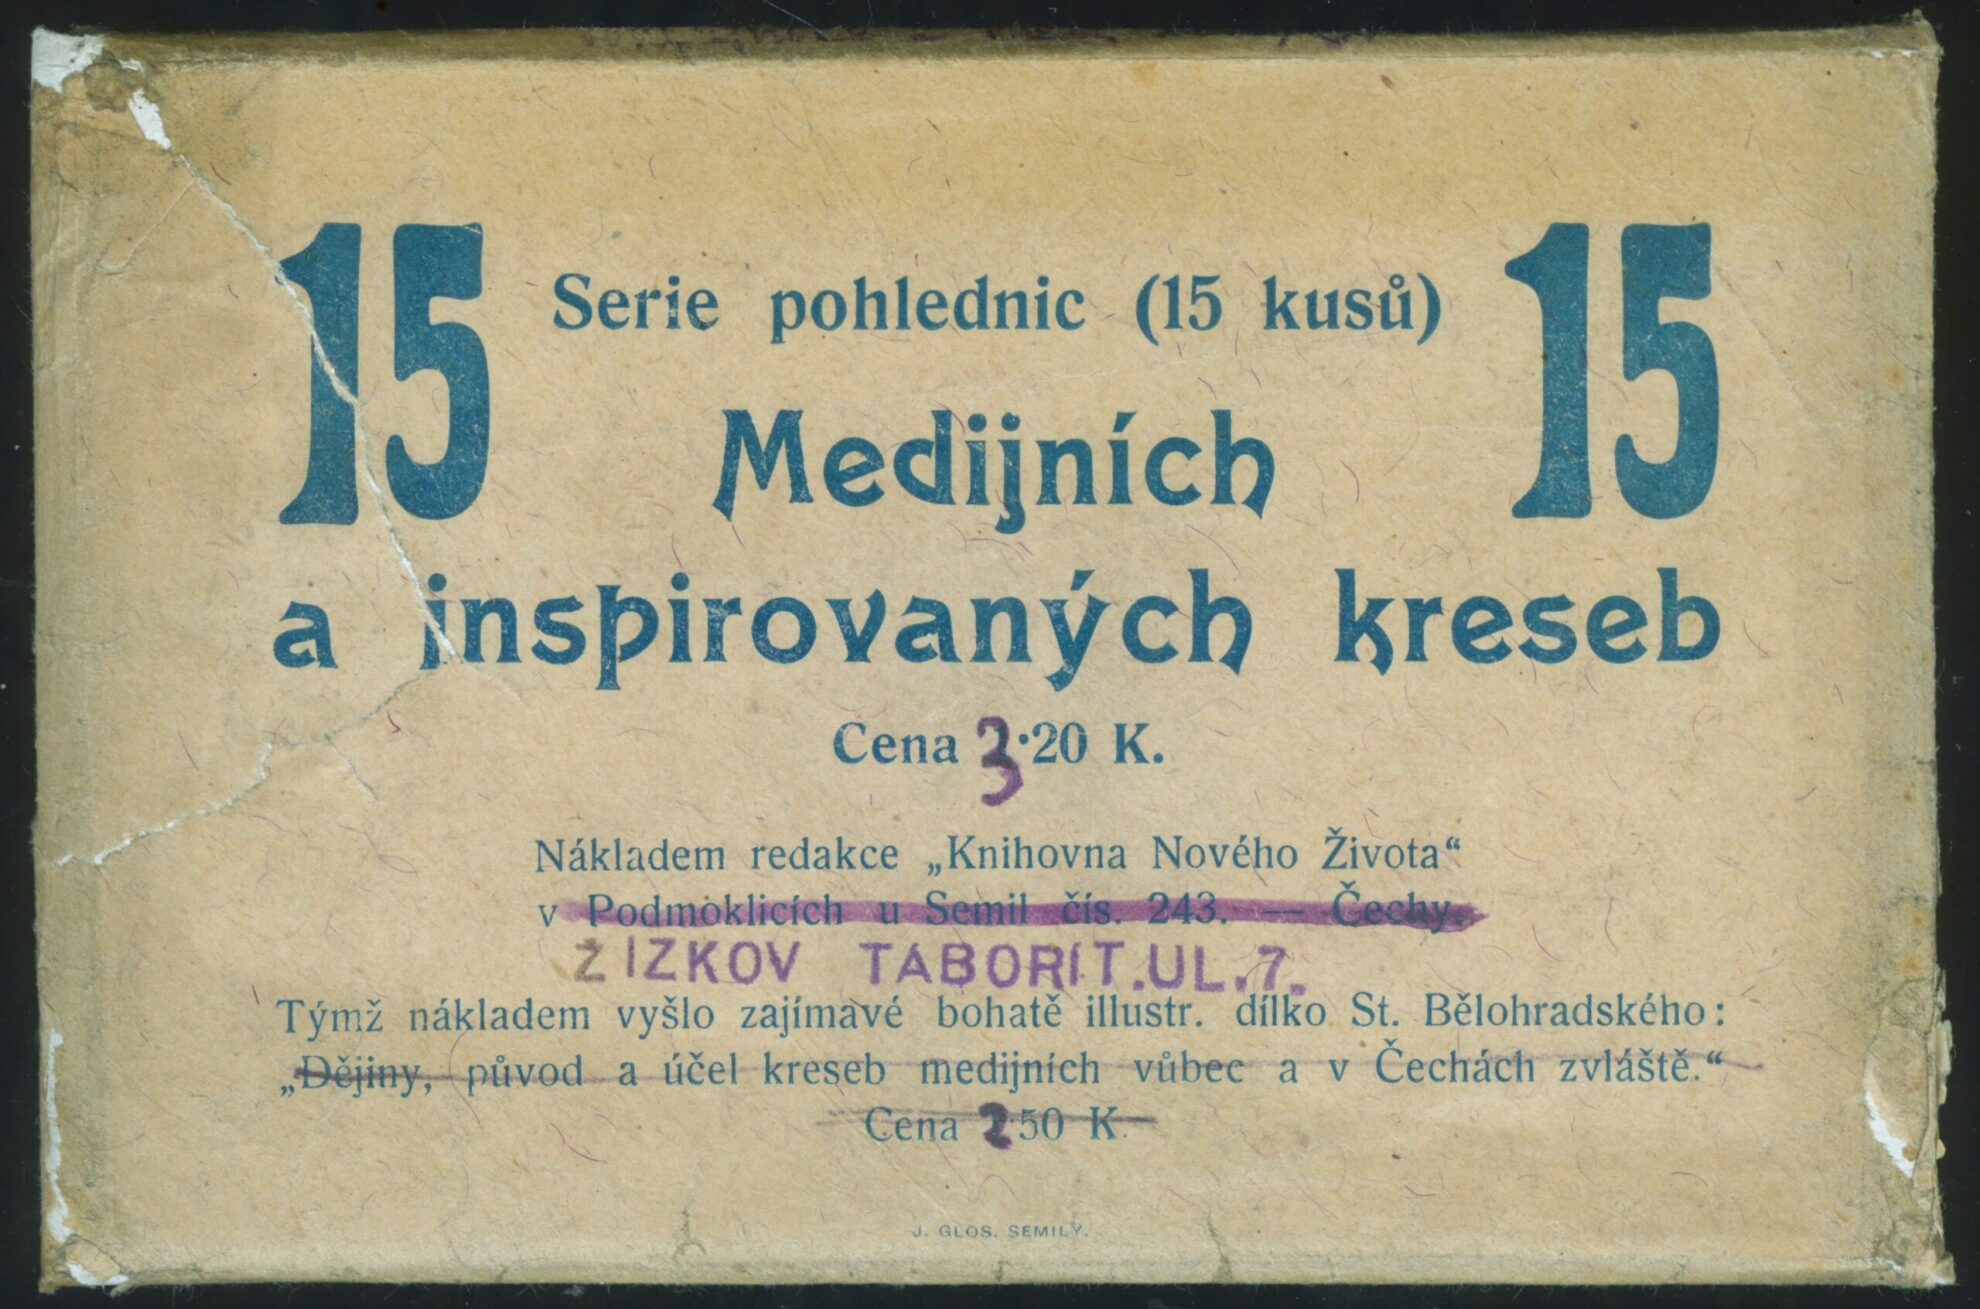 15 Serie pohlednic (15 kusů) 15
Medijních
a inspirovaných kreseb
Cena 3·20 K.
Nákladem redakce „Knihovna Nového Života“
v Podmoklicích u Semil čís. 243. — Čechy.
ŽIZKOV TABORIT.UL.7.
Týmž nákladem vyšlo zajímavé bohatě illustr. dílko St. Bělohradského:
„Dějiny, původ a účel kreseb medijních vůbec a v Čechách zvláště.“
Cena 2·50 K.
J. GLOS. SEMILY.